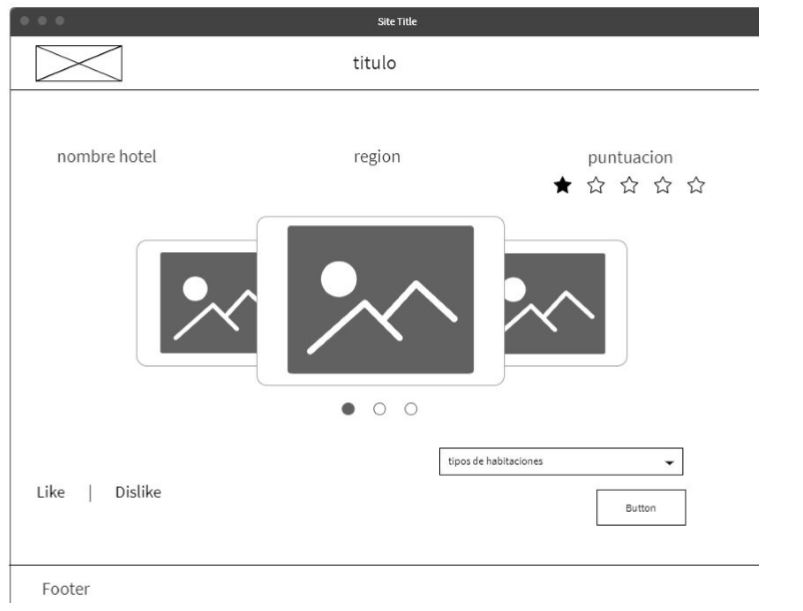 Site Title
titulo
nombre hotel
region
puntuacion
tipos de habitaciones
Like | Dislike
Button
Footer